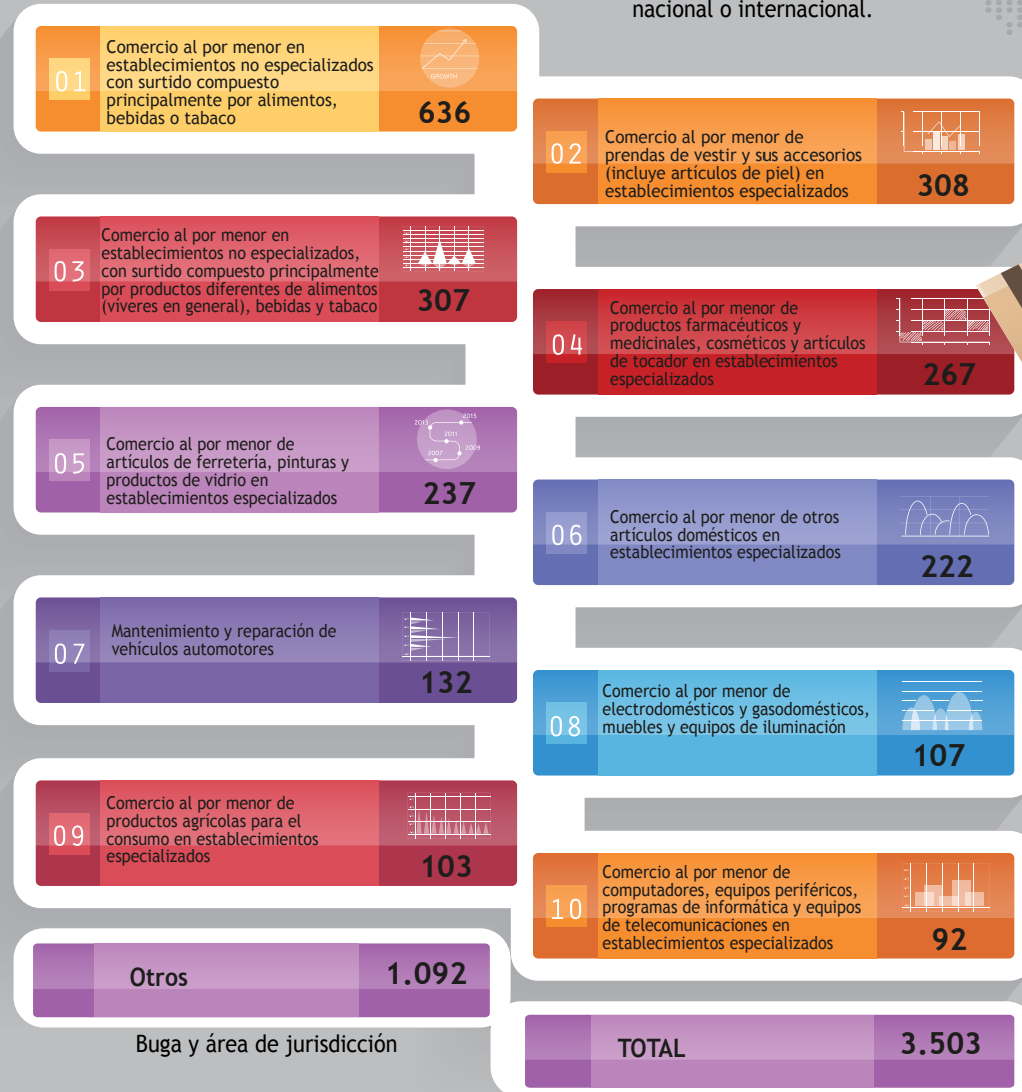 nacional o internacional.
01
Comercio al por menor en
establecimientos no especializados
con surtido compuesto
principalmente por alimentos,
bebidas o tabaco
GROWTH
636
02
Comercio al por menor de
prendas de vestir y sus accesorios
(incluye artículos de piel) en
establecimientos especializados
308
03
Comercio al por menor en
establecimientos no especializados,
con surtido compuesto principalmente
por productos diferentes de alimentos
(víveres en general), bebidas y tabaco
307
04
Comercio al por menor de
productos farmacéuticos y
medicinales, cosméticos y artículos
de tocador en establecimientos
especializados
267
05
Comercio al por menor de
artículos de ferretería, pinturas y
productos de vidrio en
establecimientos especializados
2013
2015
2011
2009
2007
237
06
Comercio al por menor de otros
artículos domésticos en
establecimientos especializados
222
07
Mantenimiento y reparación de
vehículos automotores
132
08
Comercio al por menor de
electrodomésticos y gasodomésticos,
muebles y equipos de iluminación
107
09
Comercio al por menor de
productos agrícolas para el
consumo en establecimientos
especializados
103
10
Comercio al por menor de
computadores, equipos periféricos,
programas de informática y equipos
de telecomunicaciones en
establecimientos especializados
92
Otros 1.092
Buga y área de jurisdicción
TOTAL 3.503